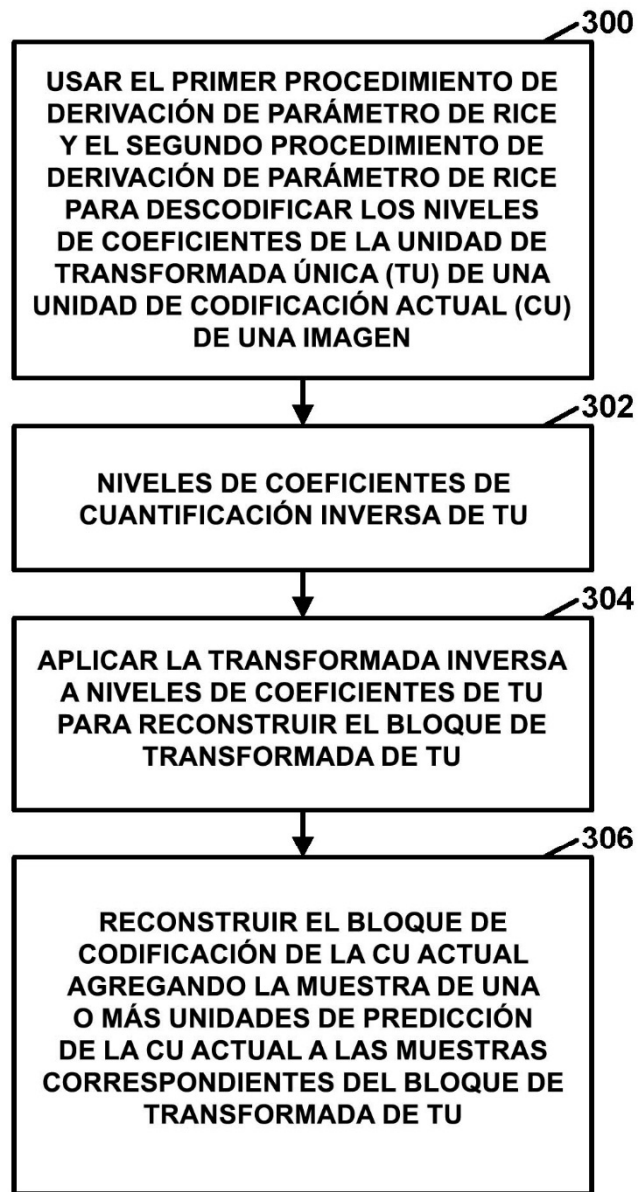 300
USAR EL PRIMER PROCEDIMIENTO DE
DERIVACIÓN DE PARÁMETRO DE RICE
Y EL SEGUNDO PROCEDIMIENTO DE
DERIVACIÓN DE PARÁMETRO DE RICE
PARA DESCODIFICAR LOS NIVELES
DE COEFICIENTES DE LA UNIDAD DE
TRANSFORMADA ÚNICA (TU) DE UNA
UNIDAD DE CODIFICACIÓN ACTUAL (CU)
DE UNA IMAGEN
302
NIVELES DE COEFICIENTES DE
CUANTIFICACIÓN INVERSA DE TU
304
APLICAR LA TRANSFORMADA INVERSA
A NIVELES DE COEFICIENTES DE TU
PARA RECONSTRUIR EL BLOQUE DE
TRANSFORMADA DE TU
306
RECONSTRUIR EL BLOQUE DE
CODIFICACIÓN DE LA CU ACTUAL
AGREGANDO LA MUESTRA DE UNA
O MÁS UNIDADES DE PREDICCIÓN
DE LA CU ACTUAL A LAS MUESTRAS
CORRESPONDIENTES DEL BLOQUE DE
TRANSFORMADA DE TU